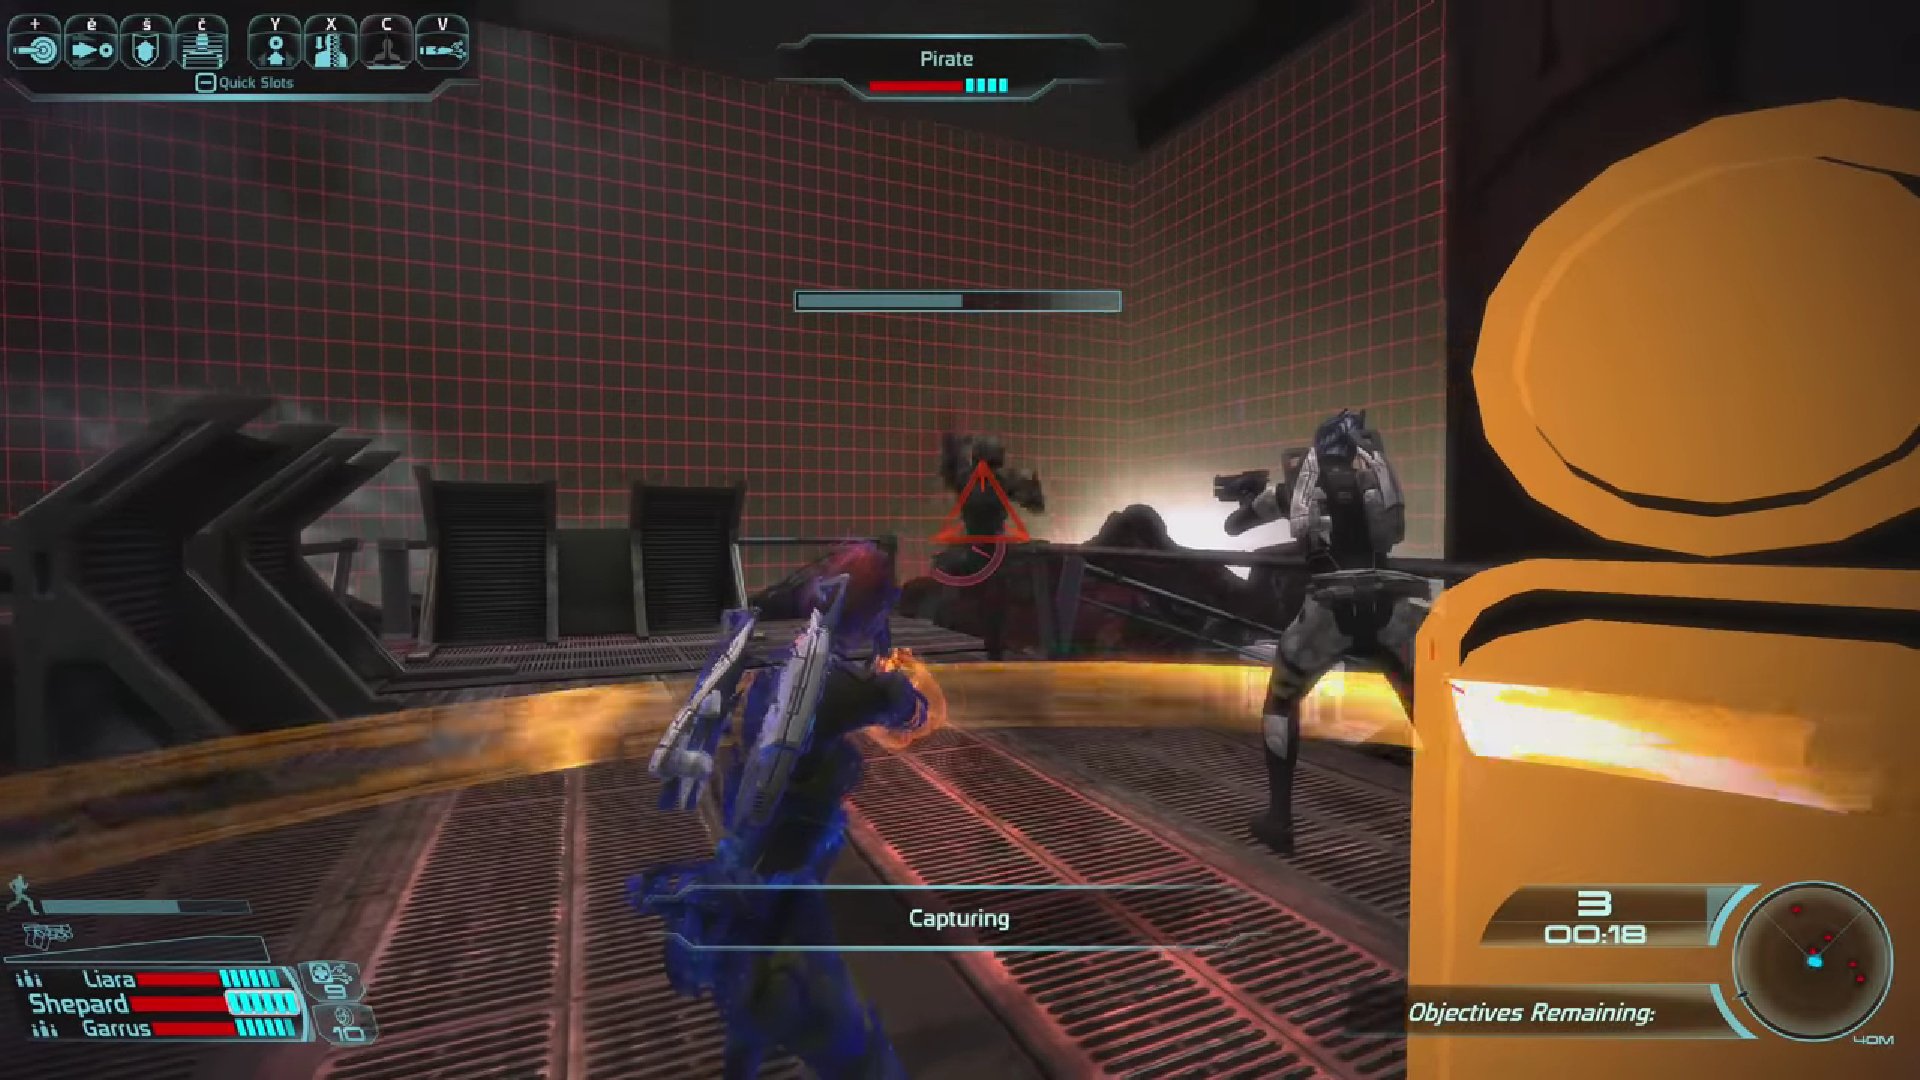 + ě š č Y X C V
Quick Slots
Pirate
Capturing
3
00:18
Liara
Shepard
Garrus
9
10
Objectives Remaining:
40M